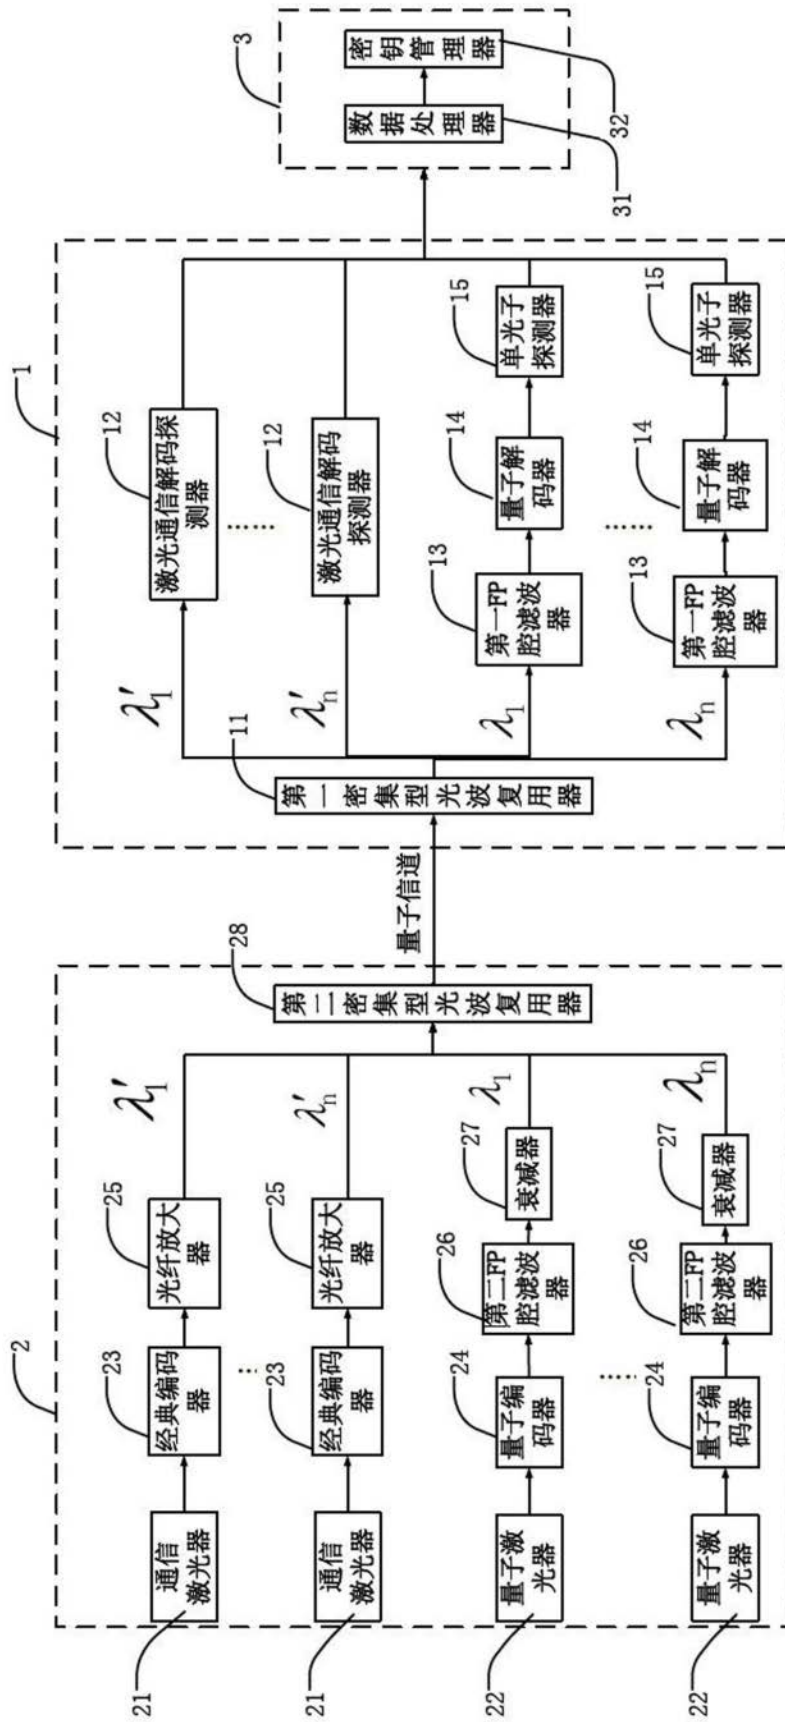 2
21
通信
激光器
23
经典编码
器
25
光纤放大
器
λ′1
……
21
通信
激光器
23
经典编码
器
25
光纤放大
器
λ′n
22
量子激
光器
24
量子编
码器
26
第二FP
腔滤波
器
27
衰减器
λ1
……
22
量子激
光器
24
量子编
码器
26
第二FP
腔滤波
器
27
衰减器
λn
28
第二密集型光波复用器
量子信道
1
11
第一密集型光波复用器
λ′1
12
激光通信解码探
测器
……
λ′n
12
激光通信解码
探测器
λ1
13
第一FP
腔滤波
器
14
量子解
码器
15
单光子
探测器
……
λn
13
第一FP
腔滤波
器
14
量子解
码器
15
单光子
探测器
3
数据处理器
31
密钥管理器
32